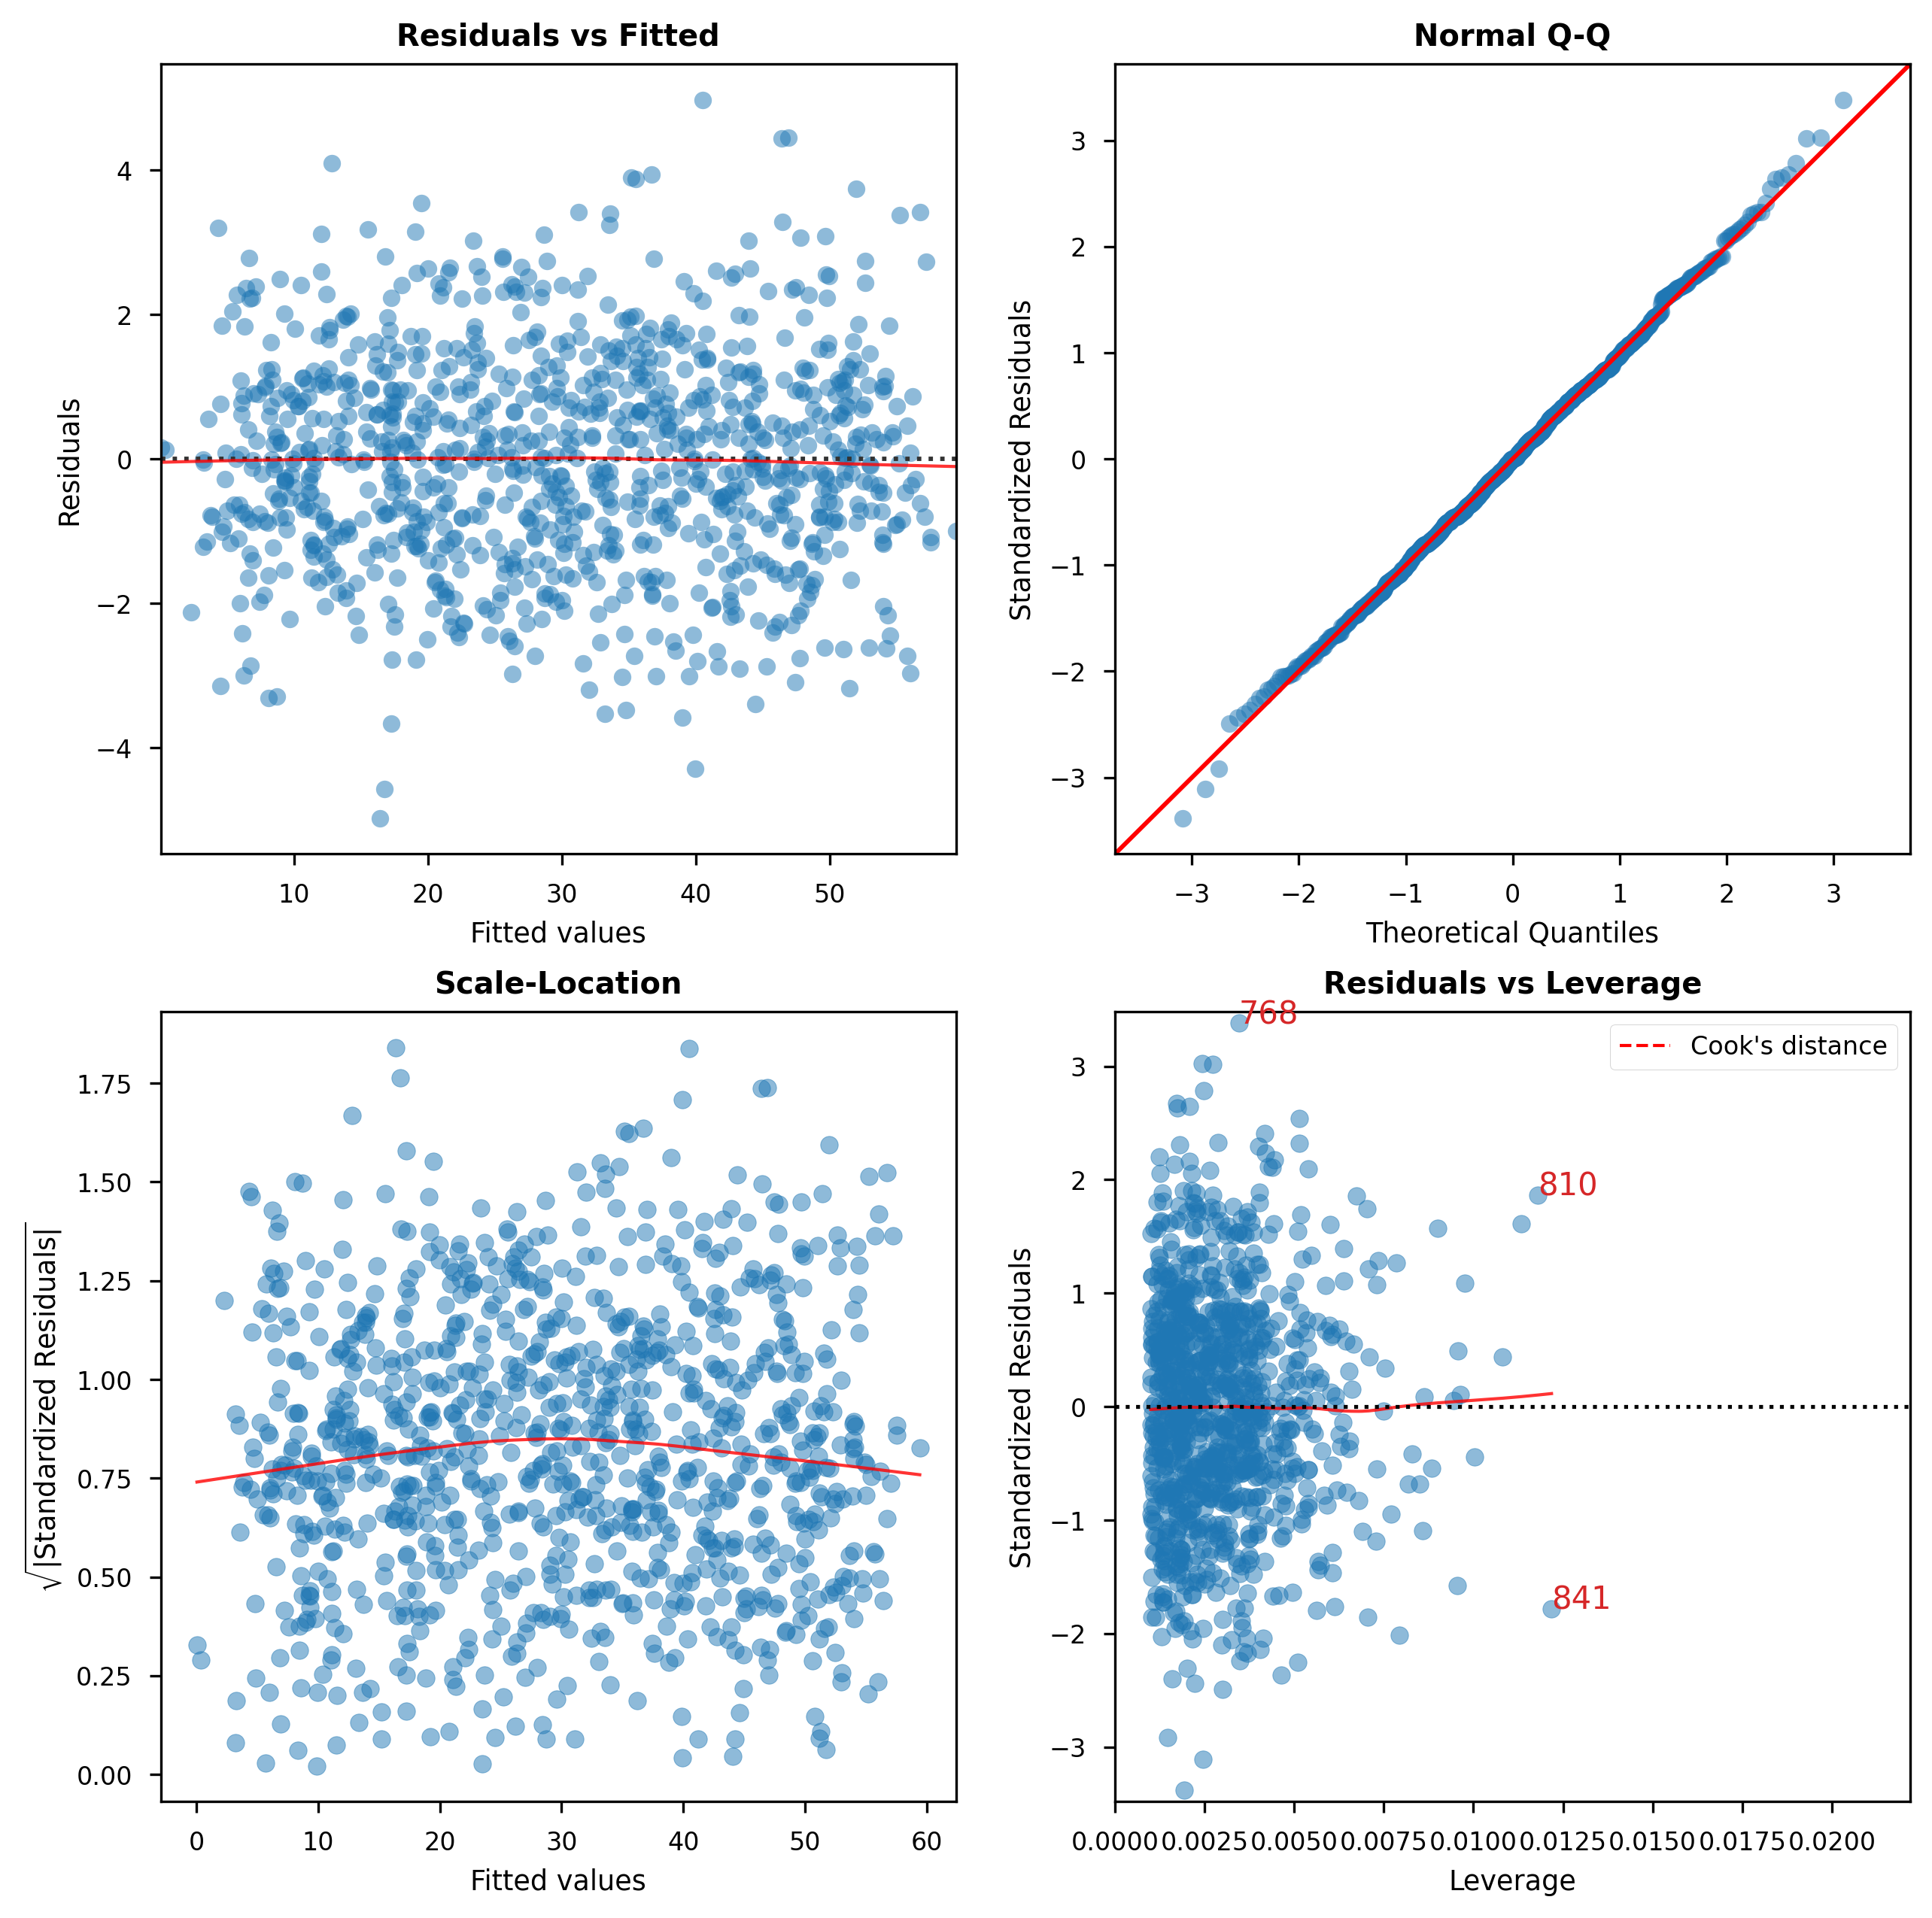 Residuals vs Fitted
Residuals
4
2
0
−2
−4
10 20 30 40 50
Fitted values
Normal Q-Q
Standardized Residuals
3
2
1
0
−1
−2
−3
−3 −2 −1 0 1 2 3
Theoretical Quantiles
Scale-Location
√|Standardized Residuals|
1.75
1.50
1.25
1.00
0.75
0.50
0.25
0.00
0 10 20 30 40 50 60
Fitted values
Residuals vs Leverage
768
Cook's distance
810
841
Standardized Residuals
3
2
1
0
−1
−2
−3
0.0000 0.0025 0.0050 0.0075 0.0100 0.0125 0.0150 0.0175 0.0200
Leverage